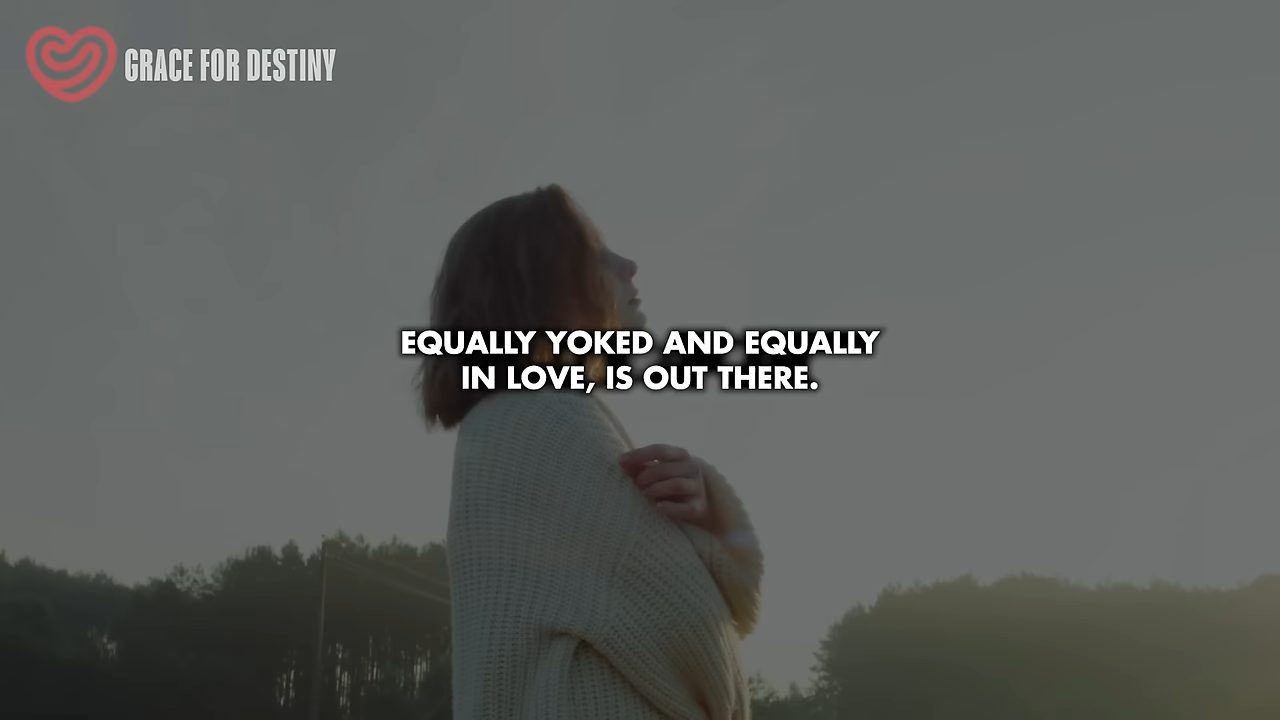 GRACE FOR DESTINY
EQUALLY YOKED AND EQUALLY
IN LOVE, IS OUT THERE.